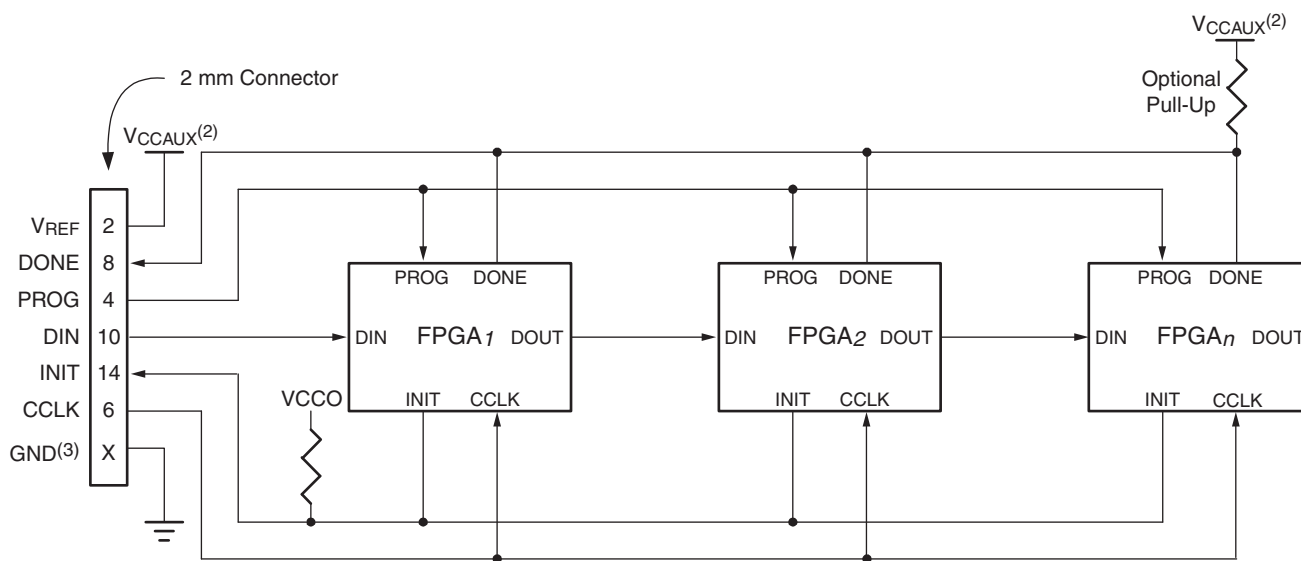 VCCAUX(2)
2 mm Connector
Optional
Pull-Up
VCCAUX(2)
VREF 2
DONE 8
PROG 4
DIN 10
INIT 14
CCLK 6
GND(3) X
PROG DONE
DIN FPGA1 DOUT
INIT CCLK
PROG DONE
DIN FPGA2 DOUT
INIT CCLK
PROG DONE
DIN FPGAn DOUT
INIT CCLK
VCCO